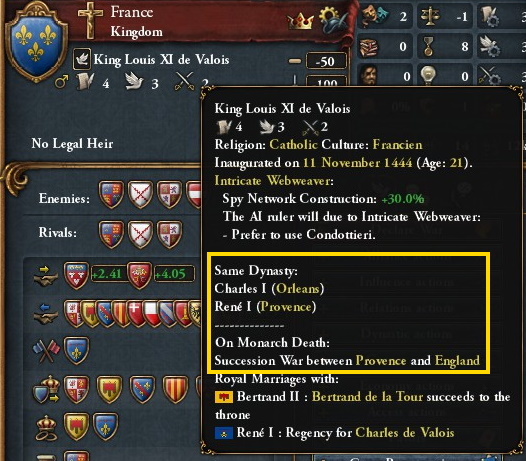 France
Kingdom
King Louis XI de Valois
-50
4 3 2
-100
No Legal Heir
Enemies:
Rivals:
+2.41 +4.05
2 -1
0 8
0 0
King Louis XI de Valois
4 3 2
Religion: Catholic Culture: Francien
Inaugurated on 11 November 1444 (Age: 21).
Intricate Webweaver:
Spy Network Construction: +30.0%
The AI ruler will due to Intricate Webweaver:
- Prefer to use Condottieri.
Same Dynasty:
Charles I (Orleans)
René I (Provence)
--------------
On Monarch Death:
Succession War between Provence and England
Royal Marriages with:
Bertrand II : Bertrand de la Tour succeeds to the
throne
René I : Regency for Charles de Valois